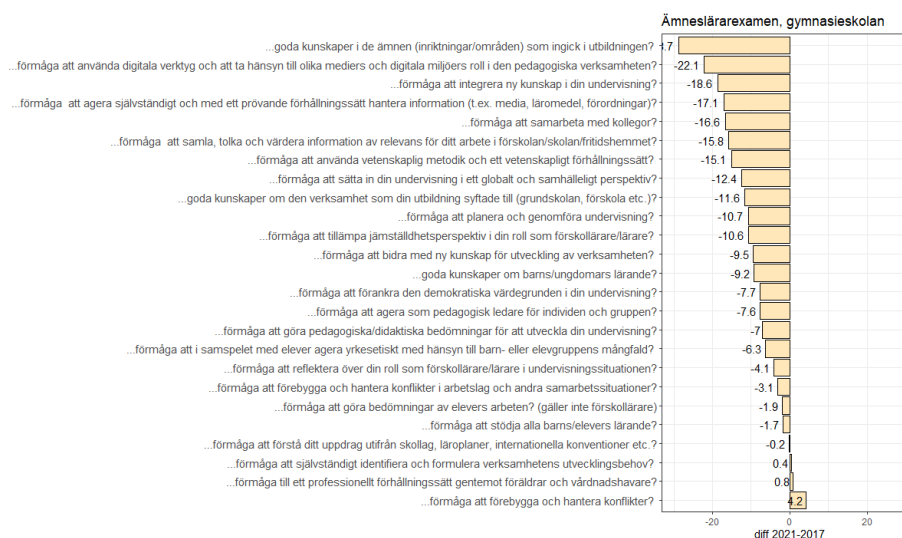 Ämneslärarexamen, gymnasieskolan
...goda kunskaper i de ämnen (inriktningar/områden) som ingick i utbildningen? .7
...förmåga att använda digitala verktyg och att ta hänsyn till olika mediers och digitala miljöers roll i den pedagogiska verksamheten? -22.1
...förmåga att integrera ny kunskap i din undervisning? -18.6
...förmåga att agera självständigt och med ett prövande förhållningssätt hantera information (t.ex. media, läromedel, förordningar)? -17.1
...förmåga att samarbeta med kollegor? -16.6
...förmåga att samla, tolka och värdera information av relevans för ditt arbete i förskolan/skolan/fritidshemmet? -15.8
...förmåga att använda vetenskaplig metodik och ett vetenskapligt förhållningssätt? -15.1
...förmåga att sätta in din undervisning i ett globalt och samhälleligt perspektiv? -12.4
...goda kunskaper om den verksamhet som din utbildning syftade till (grundskolan, förskola etc.)? -11.6
...förmåga att planera och genomföra undervisning? -10.7
...förmåga att tillämpa jämställdhetsperspektiv i din roll som förskollärare/lärare? -10.6
...förmåga att bidra med ny kunskap för utveckling av verksamheten? -9.5
...goda kunskaper om barns/ungdomars lärande? -9.2
...förmåga att förankra den demokratiska värdegrunden i din undervisning? -7.7
...förmåga att agera som pedagogisk ledare för individen och gruppen? -7.6
...förmåga att göra pedagogiska/didaktiska bedömningar för att utveckla din undervisning? -7
...förmåga att i samspelet med elever agera yrkesetiskt med hänsyn till barn- eller elevgruppens mångfald? -6.3
...förmåga att reflektera över din roll som förskollärare/lärare i undervisningssituationen? -4.1
...förmåga att förebygga och hantera konflikter i arbetslag och andra samarbetssituationer? -3.1
...förmåga att göra bedömningar av elevers arbeten? (gäller inte förskollärare) -1.9
...förmåga att stödja alla barns/elevers lärande? -1.7
...förmåga att förstå ditt uppdrag utifrån skollag, läroplaner, internationella konventioner etc.? -0.2
...förmåga att självständigt identifiera och formulera verksamhetens utvecklingsbehov? 0.4
...förmåga till ett professionellt förhållningssätt gentemot föräldrar och vårdnadshavare? 0.8
...förmåga att förebygga och hantera konflikter? 4.2
-20 0 20
diff 2021-2017